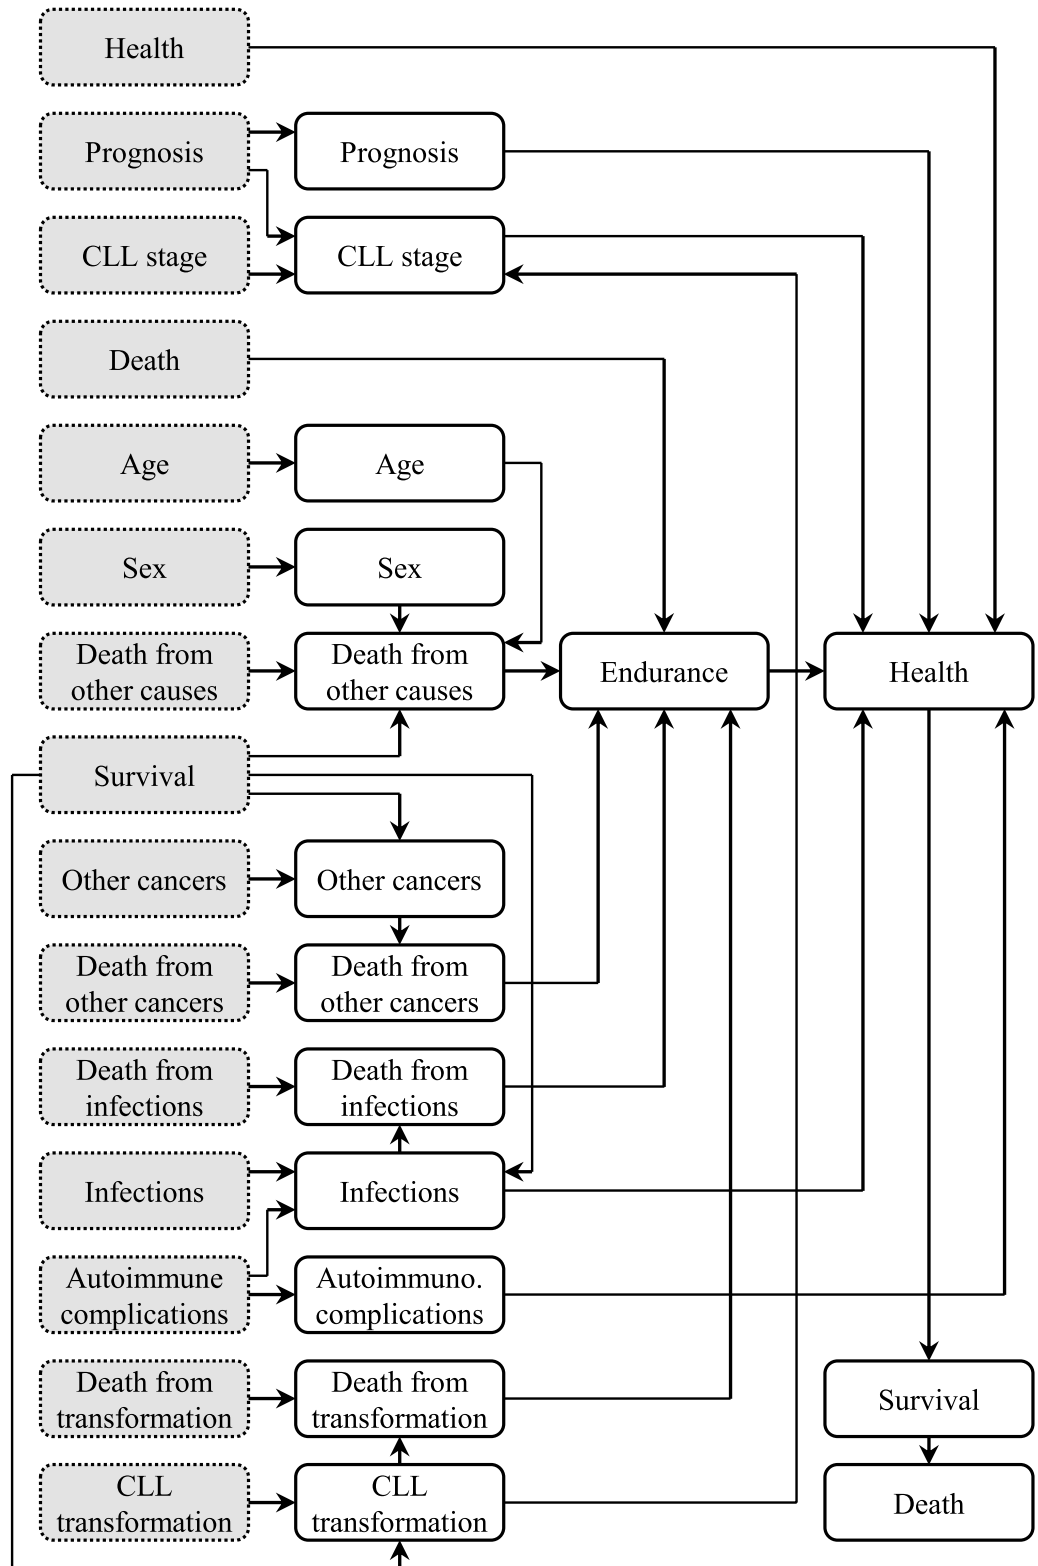 Health
Prognosis
Prognosis
CLL stage
CLL stage
Death
Age
Age
Sex
Sex
Death from
other causes
Death from
other causes
Endurance
Health
Survival
Other cancers
Other cancers
Death from
other cancers
Death from
other cancers
Death from
infections
Death from
infections
Infections
Infections
Autoimmune
complications
Autoimmuno.
complications
Death from
transformation
Death from
transformation
Survival
CLL
transformation
CLL
transformation
Death